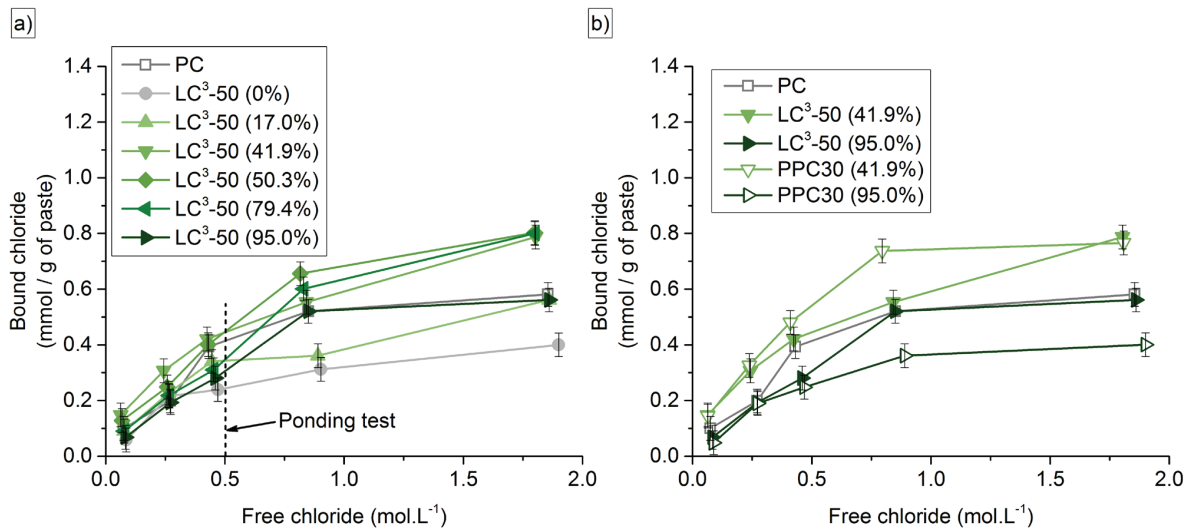 a)
PC
LC³-50 (0%)
LC³-50 (17.0%)
LC³-50 (41.9%)
LC³-50 (50.3%)
LC³-50 (79.4%)
LC³-50 (95.0%)
Ponding test
1.4
1.2
1.0
0.8
0.6
0.4
0.2
0.0
0.0 0.5 1.0 1.5 2.0
Bound chloride
(mmol / g of paste)
Free chloride (mol.L⁻¹)
b)
PC
LC³-50 (41.9%)
LC³-50 (95.0%)
PPC30 (41.9%)
PPC30 (95.0%)
1.4
1.2
1.0
0.8
0.6
0.4
0.2
0.0
0.0 0.5 1.0 1.5 2.0
Bound chloride
(mmol / g of paste)
Free chloride (mol.L⁻¹)